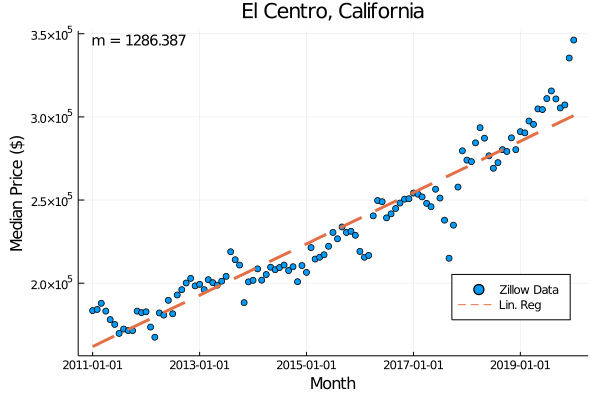 El Centro, California
m = 1286.387
3.5×10⁵
3.0×10⁵
2.5×10⁵
2.0×10⁵
Median Price ($)
Zillow Data
Lin. Reg
2011-01-01 2013-01-01 2015-01-01 2017-01-01 2019-01-01
Month